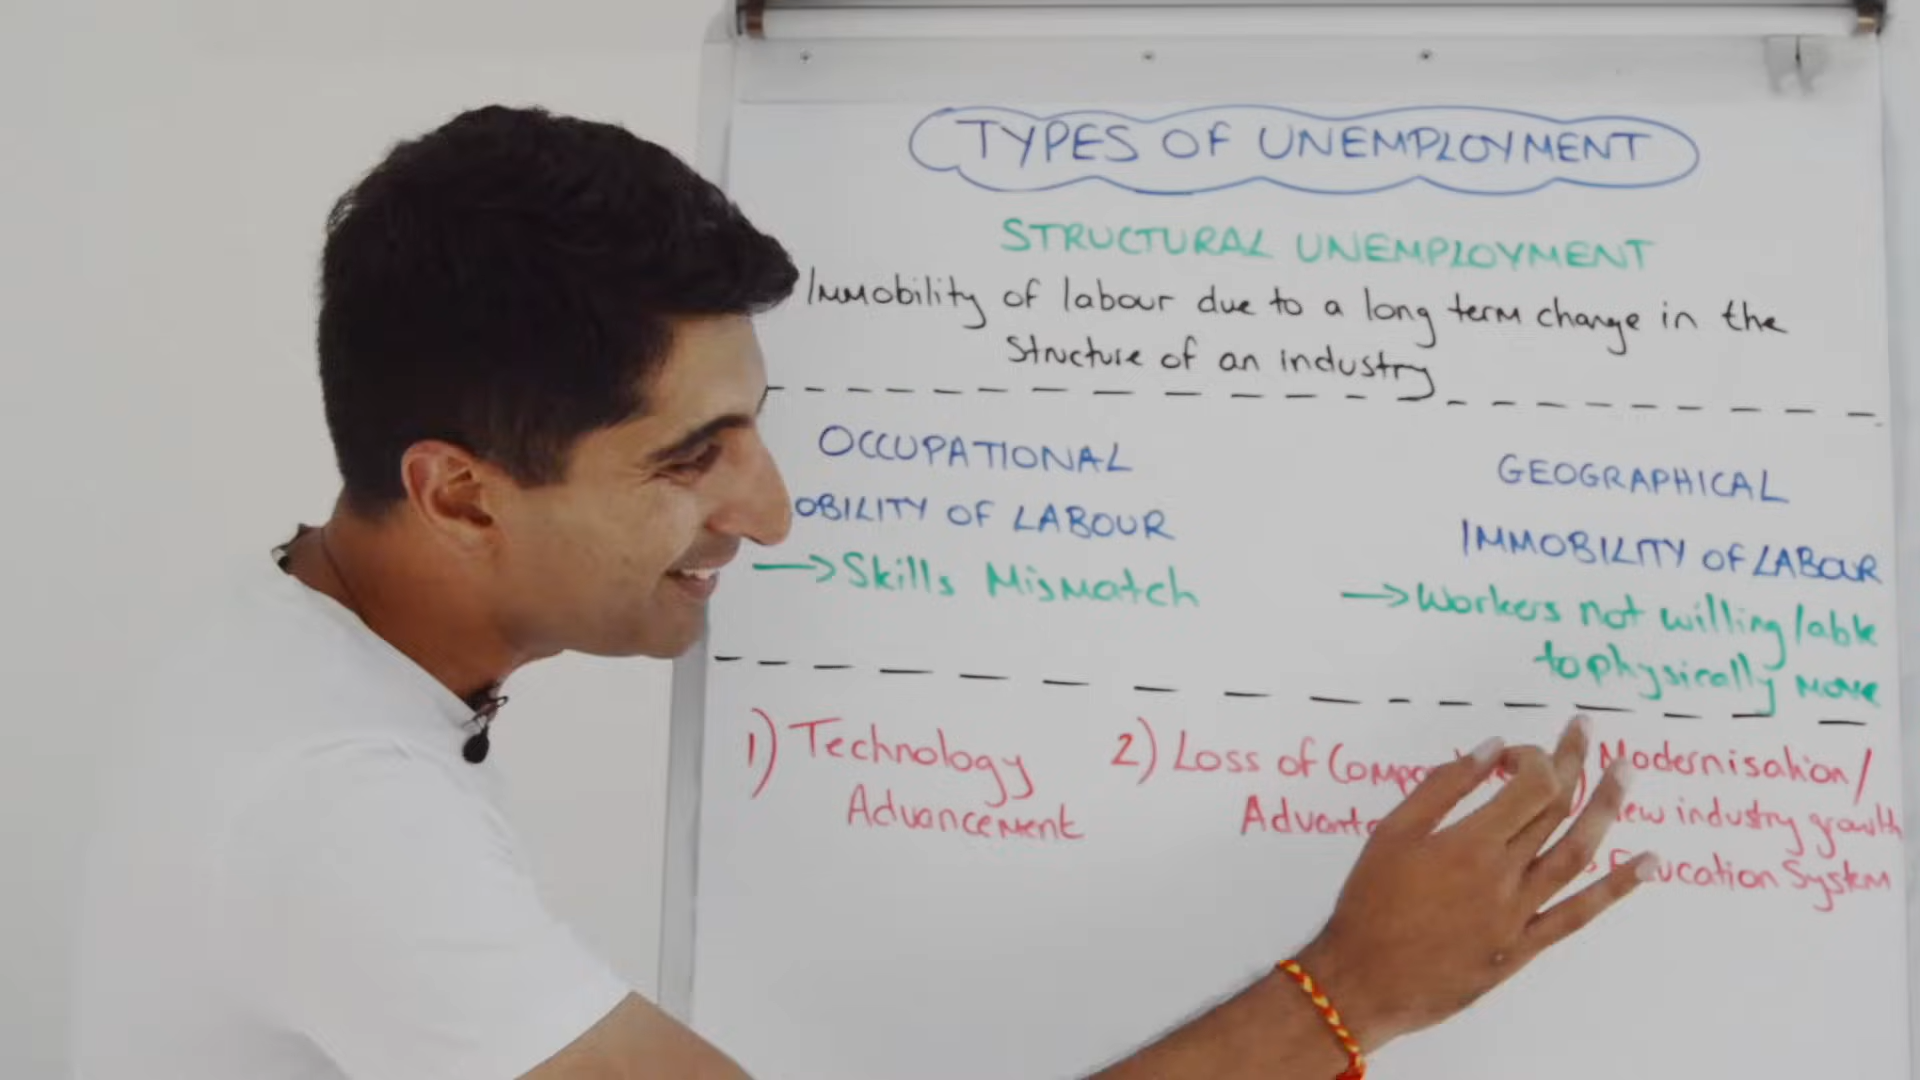 TYPES OF UNEMPLOYMENT
STRUCTURAL UNEMPLOYMENT
Immobility of labour due to a long term change in the
Structure of an industry
OCCUPATIONAL
OBILITY OF LABOUR
→ Skills Mismatch
GEOGRAPHICAL
IMMOBILITY OF LABOUR
→ Workers not willing/able
to physically move
1) Technology
Advancement
2) Loss of
Modernisation/
industry growth
System